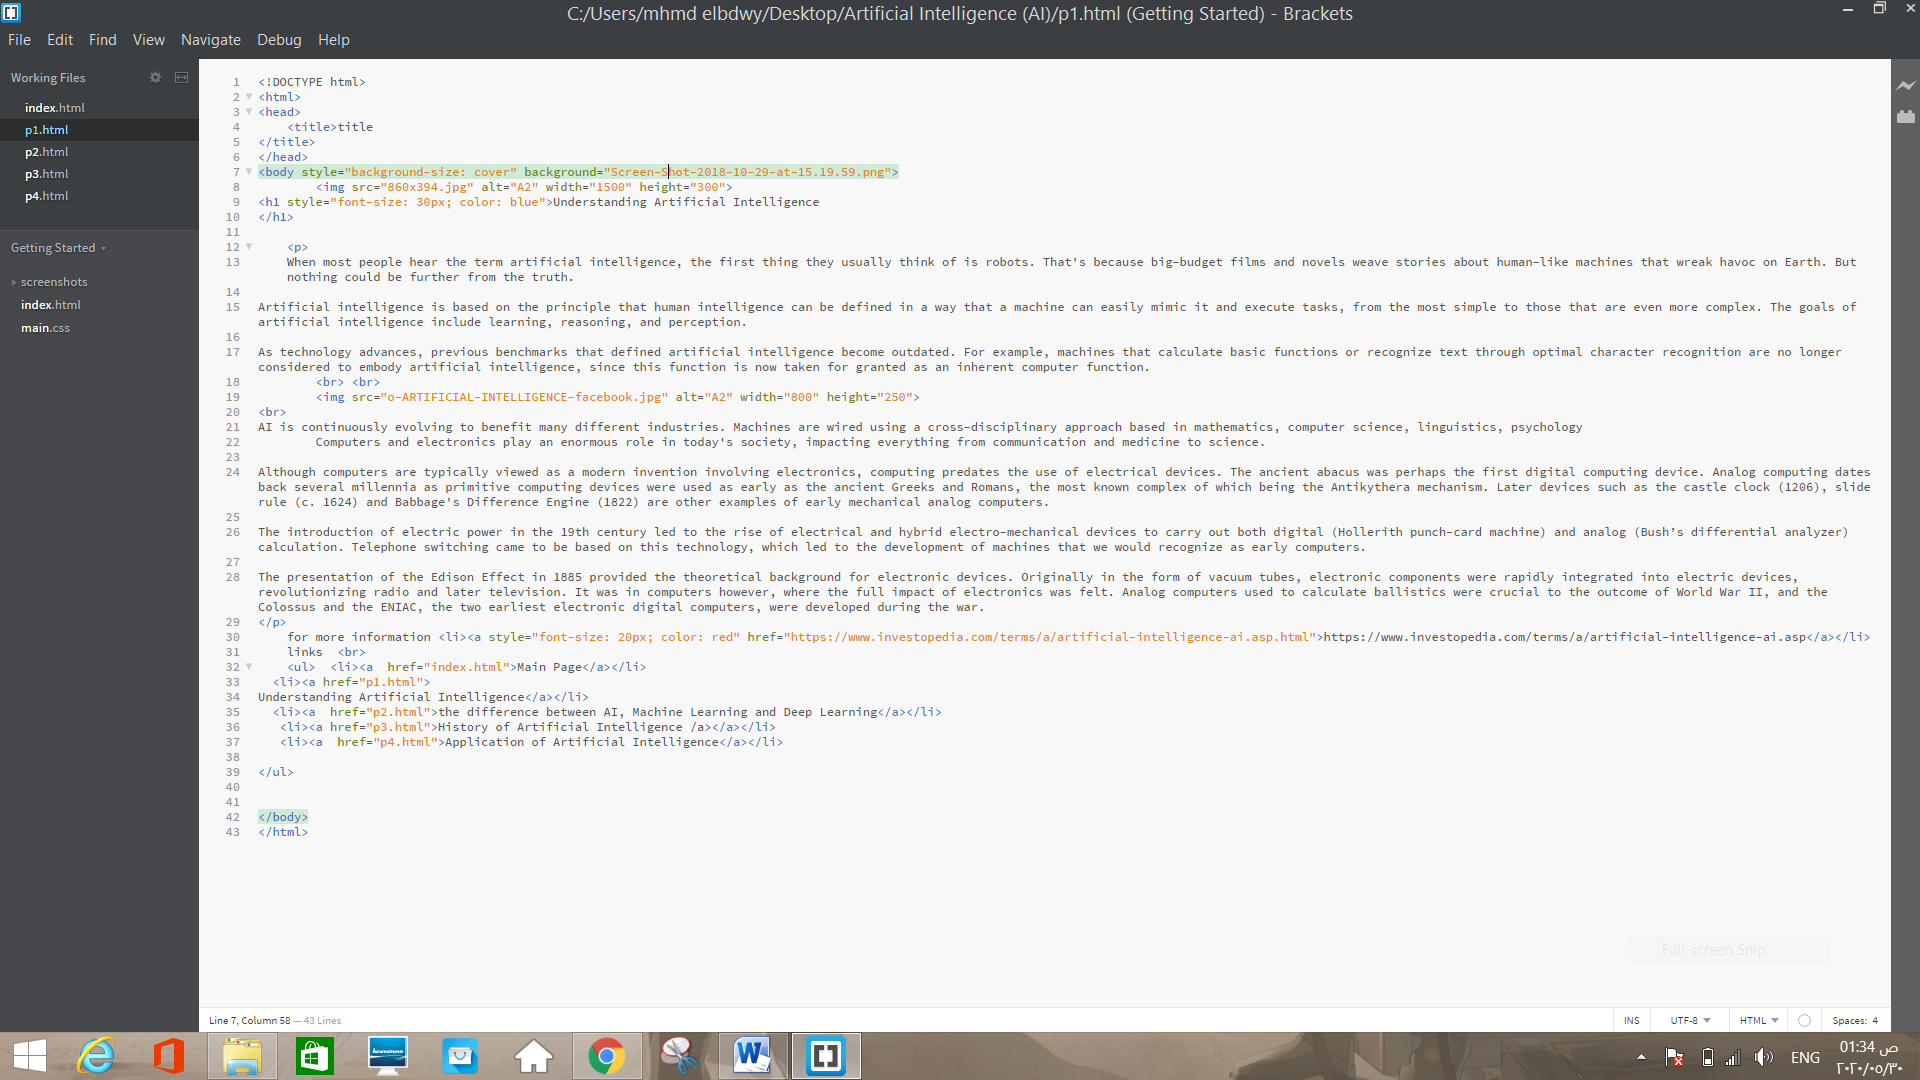 C:/Users/mhmd elbdwy/Desktop/Artificial Intelligence (AI)/p1.html (Getting Started) - Brackets
File Edit Find View Navigate Debug Help
Working Files
index.html
p1.html
p2.html
p3.html
p4.html
Getting Started
screenshots
index.html
main.css
1 <!DOCTYPE html>
2 <html>
3 <head>
4 <title>title
5 </title>
6 </head>
7 <body style="background-size: cover" background="Screen-Shot-2018-10-29-at-15.19.59.png">
8 <img src="860x394.jpg" alt="A2" width="1500" height="300">
9 <h1 style="font-size: 30px; color: blue">Understanding Artificial Intelligence
10 </h1>
11
12 <p>
13 When most people hear the term artificial intelligence, the first thing they usually think of is robots. That's because big-budget films and novels weave stories about human-like machines that wreak havoc on Earth. But
nothing could be further from the truth.
14
15 Artificial intelligence is based on the principle that human intelligence can be defined in a way that a machine can easily mimic it and execute tasks, from the most simple to those that are even more complex. The goals of
artificial intelligence include learning, reasoning, and perception.
16
17 As technology advances, previous benchmarks that defined artificial intelligence become outdated. For example, machines that calculate basic functions or recognize text through optimal character recognition are no longer
considered to embody artificial intelligence, since this function is now taken for granted as an inherent computer function.
18 <br> <br>
19 <img src="o-ARTIFICIAL-INTELLIGENCE-facebook.jpg" alt="A2" width="800" height="250">
20 <br>
21 AI is continuously evolving to benefit many different industries. Machines are wired using a cross-disciplinary approach based in mathematics, computer science, linguistics, psychology
22 Computers and electronics play an enormous role in today's society, impacting everything from communication and medicine to science.
23
24 Although computers are typically viewed as a modern invention involving electronics, computing predates the use of electrical devices. The ancient abacus was perhaps the first digital computing device. Analog computing dates
back several millennia as primitive computing devices were used as early as the ancient Greeks and Romans, the most known complex of which being the Antikythera mechanism. Later devices such as the castle clock (1206), slide
rule (c. 1624) and Babbage's Difference Engine (1822) are other examples of early mechanical analog computers.
25
26 The introduction of electric power in the 19th century led to the rise of electrical and hybrid electro-mechanical devices to carry out both digital (Hollerith punch-card machine) and analog (Bush’s differential analyzer)
calculation. Telephone switching came to be based on this technology, which led to the development of machines that we would recognize as early computers.
27
28 The presentation of the Edison Effect in 1885 provided the theoretical background for electronic devices. Originally in the form of vacuum tubes, electronic components were rapidly integrated into electric devices,
revolutionizing radio and later television. It was in computers however, where the full impact of electronics was felt. Analog computers used to calculate ballistics were crucial to the outcome of World War II, and the
Colossus and the ENIAC, the two earliest electronic digital computers, were developed during the war.
29 </p>
30 for more information <li><a style="font-size: 20px; color: red" href="https://www.investopedia.com/terms/a/artificial-intelligence-ai.asp.html">https://www.investopedia.com/terms/a/artificial-intelligence-ai.asp</a></li>
31 links <br>
32 <ul> <li><a href="index.html">Main Page</a></li>
33 <li><a href="p1.html">
34 Understanding Artificial Intelligence</a></li>
35 <li><a href="p2.html">the difference between AI, Machine Learning and Deep Learning</a></li>
36 <li><a href="p3.html">History of Artificial Intelligence /a></a></li>
37 <li><a href="p4.html">Application of Artificial Intelligence</a></li>
38
39 </ul>
40
41
42 </body>
43 </html>
Full-screen Snip
Line 7, Column 58 — 43 Lines
INS UTF-8 HTML Spaces: 4
lenovo
ENG
01:34 ص
٢٠٢٠/٠٥/٣٠